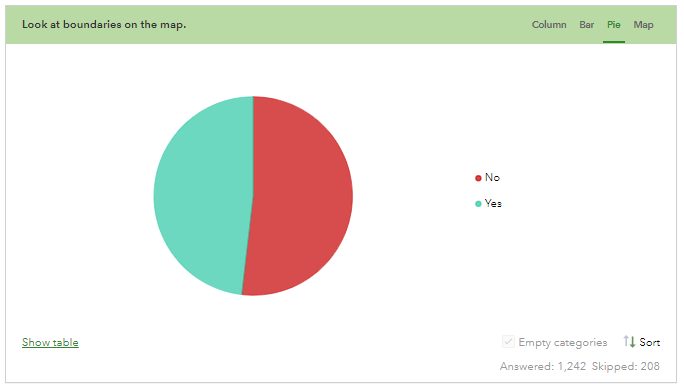 Look at boundaries on the map.
Column Bar Pie Map
No
Yes
Show table
Empty categories
Sort
Answered: 1,242 Skipped: 208